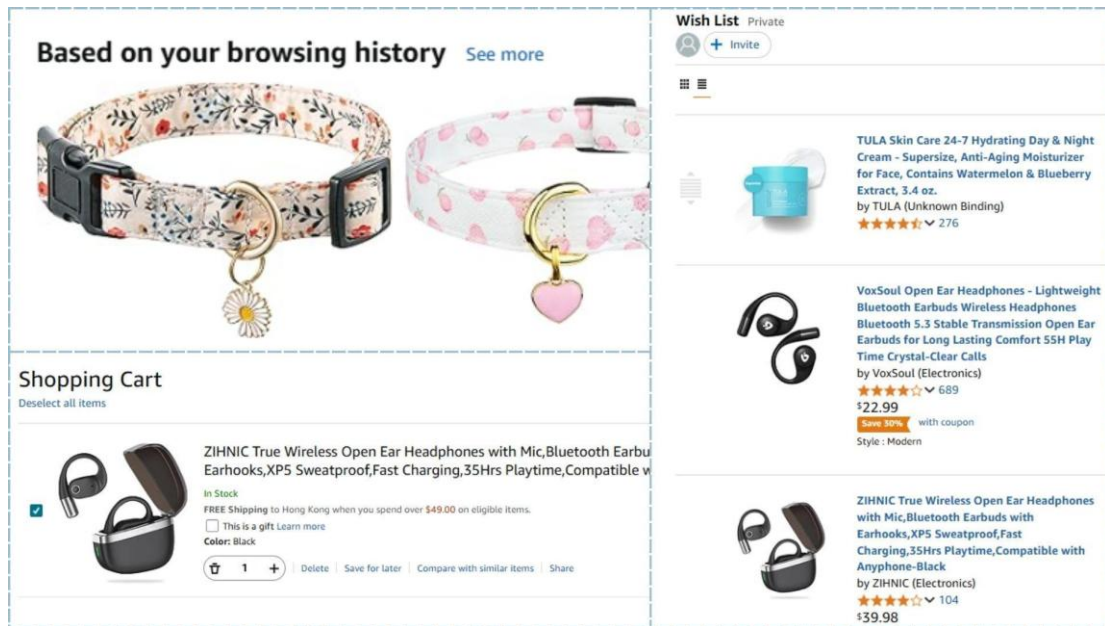 Based on your browsing history See more
Shopping Cart
Deselect all items
ZIHNIC True Wireless Open Ear Headphones with Mic,Bluetooth Earbu
Earhooks,XP5 Sweatproof,Fast Charging,35Hrs Playtime,Compatible w
In Stock
FREE Shipping to Hong Kong when you spend over $49.00 on eligible items.
This is a gift Learn more
Color: Black
1 + Delete Save for later Compare with similar items Share
Wish List Private
+ Invite
TULA Skin Care 24-7 Hydrating Day & Night
Cream - Supersize, Anti-Aging Moisturizer
for Face, Contains Watermelon & Blueberry
Extract, 3.4 oz.
by TULA (Unknown Binding)
276
VoxSoul Open Ear Headphones - Lightweight
Bluetooth Earbuds Wireless Headphones
Bluetooth 5.3 Stable Transmission Open Ear
Earbuds for Long Lasting Comfort 55H Play
Time Crystal-Clear Calls
by VoxSoul (Electronics)
689
$22.99
Save 30% with coupon
Style : Modern
ZIHNIC True Wireless Open Ear Headphones
with Mic,Bluetooth Earbuds with
Earhooks,XP5 Sweatproof,Fast
Charging,35Hrs Playtime,Compatible with
Anyphone-Black
by ZIHNIC (Electronics)
104
$39.98